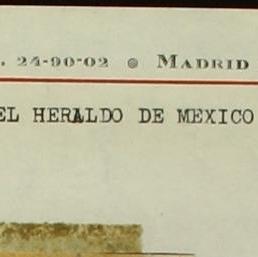 . 24-90-02 ® MADRID
EL HERALDO DE MEXICO